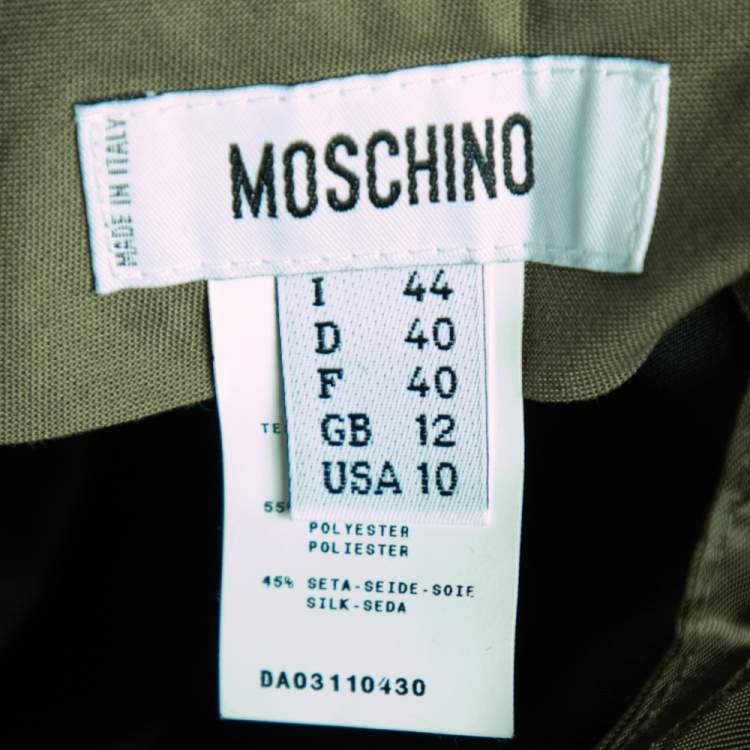 MADE IN ITALY
MOSCHINO
I 44
D 40
F 40
GB 12
USA 10
POLYESTER
POLIESTER
45% SETA-SEIDE-SOIE
SILK-SEDA
DA03110430